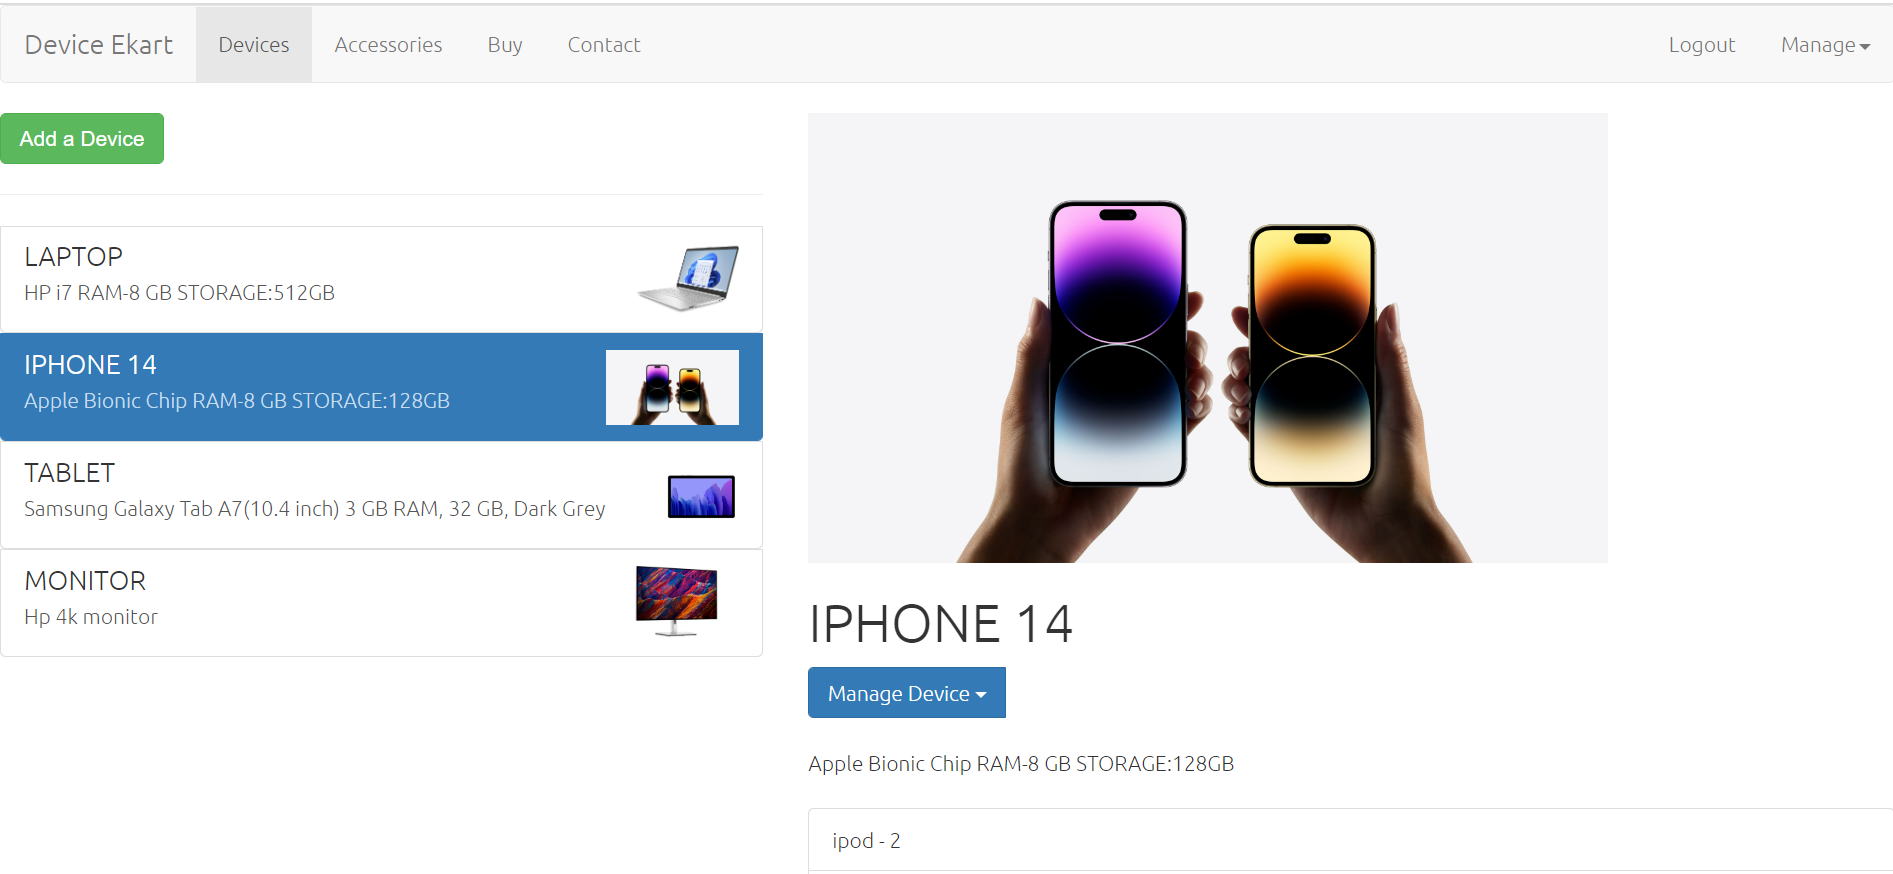 Device Ekart Devices Accessories Buy Contact Logout Manage
Add a Device
LAPTOP
HP i7 RAM-8 GB STORAGE:512GB
IPHONE 14
Apple Bionic Chip RAM-8 GB STORAGE:128GB
TABLET
Samsung Galaxy Tab A7(10.4 inch) 3 GB RAM, 32 GB, Dark Grey
MONITOR
Hp 4k monitor
IPHONE 14
Manage Device
Apple Bionic Chip RAM-8 GB STORAGE:128GB
ipod - 2